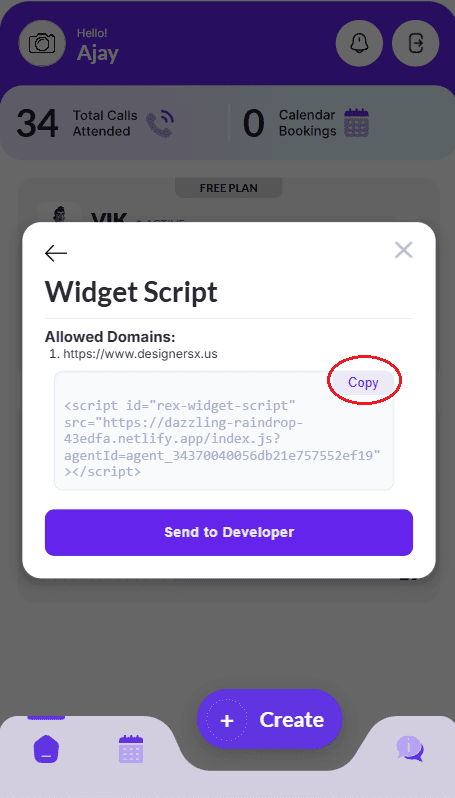 Hello!
Ajay
34 Total Calls Attended
0 Calendar Bookings
FREE PLAN
VIK ACTIVE
Widget Script
Allowed Domains:
1. https://www.designersx.us
Copy
<script id="rex-widget-script"
src="https://dazzling-raindrop-
43edfa.netlify.app/index.js?
agentId=agent_34370040056db21e757552ef19"
></script>
Send to Developer
+ Create